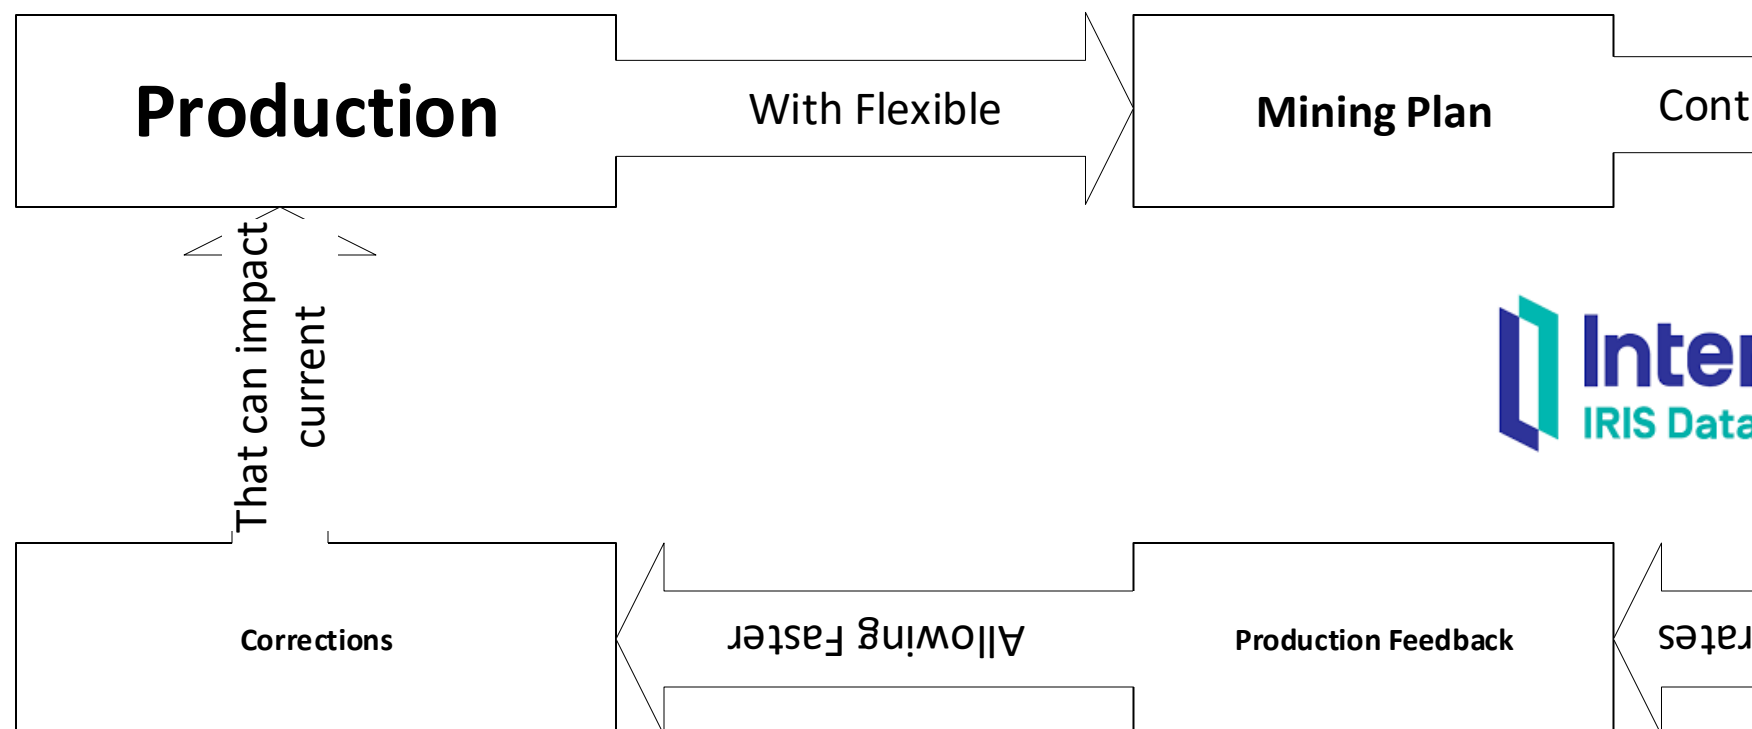 Production
With Flexible
Mining Plan
Cont
That can impact
current
Inter
IRIS Data
Corrections
Allowing Faster
Production Feedback
rates